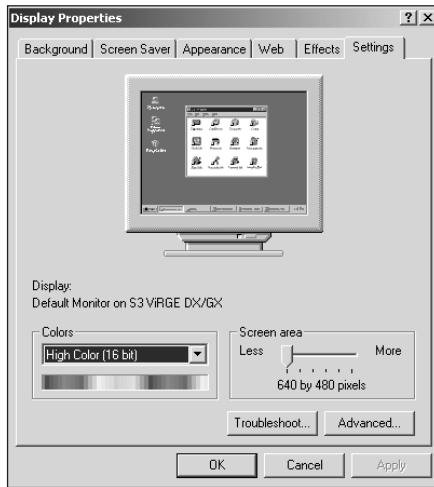 Display Properties
Background Screen Saver Appearance Web Effects Settings
Display:
Default Monitor on S3 ViRGE DX/GX
Colors
High Color (16 bit)
Screen area
Less More
640 by 480 pixels
Troubleshoot... Advanced...
OK Cancel Apply